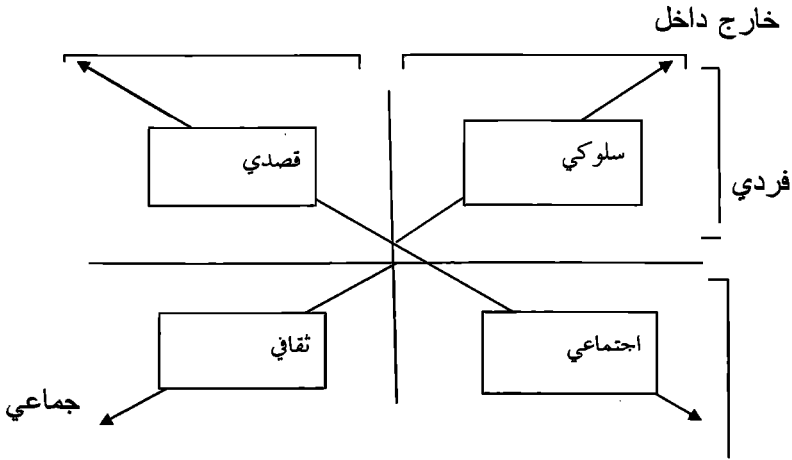 خارج داخل
سلوكي
قصدي
فردي
اجتماعي
ثقافي
جماعي